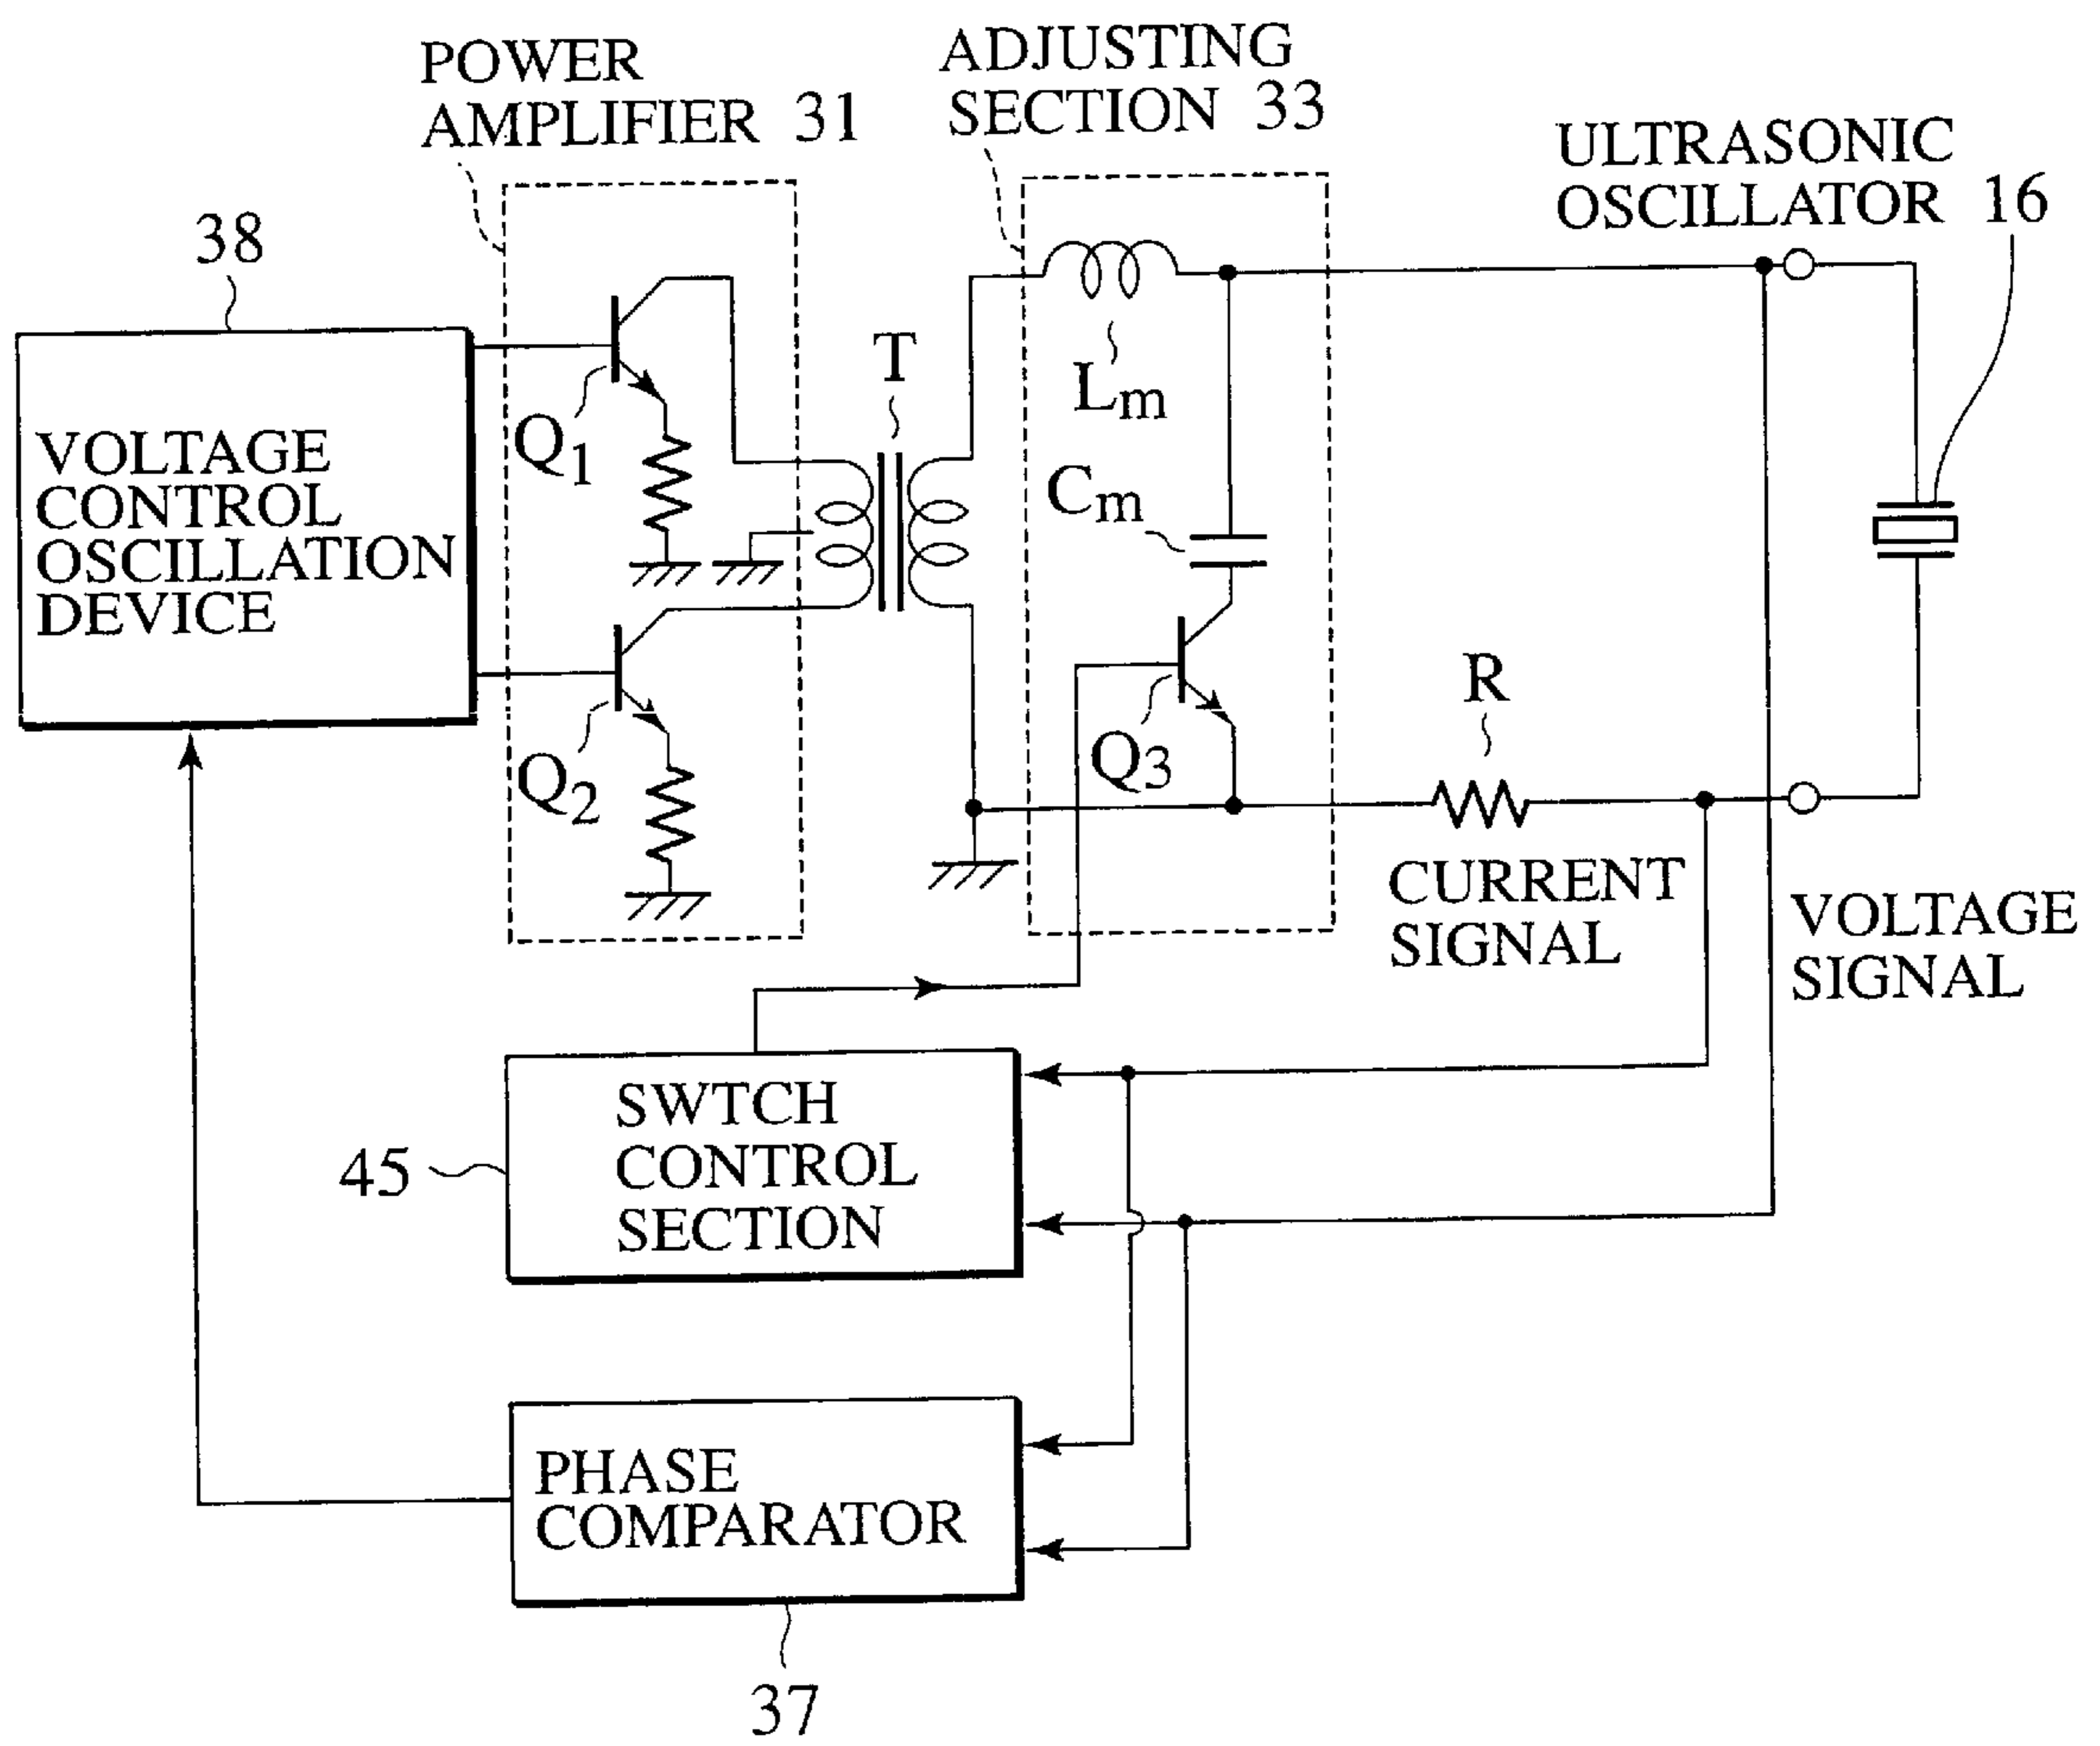 POWER
AMPLIFIER 31
ADJUSTING
SECTION 33
ULTRASONIC
OSCILLATOR 16
38
VOLTAGE
CONTROL
OSCILLATION
DEVICE
Q1
T
Lm
Cm
Q2
Q3
R
CURRENT
SIGNAL
VOLTAGE
SIGNAL
45
SWTCH
CONTROL
SECTION
PHASE
COMPARATOR
37